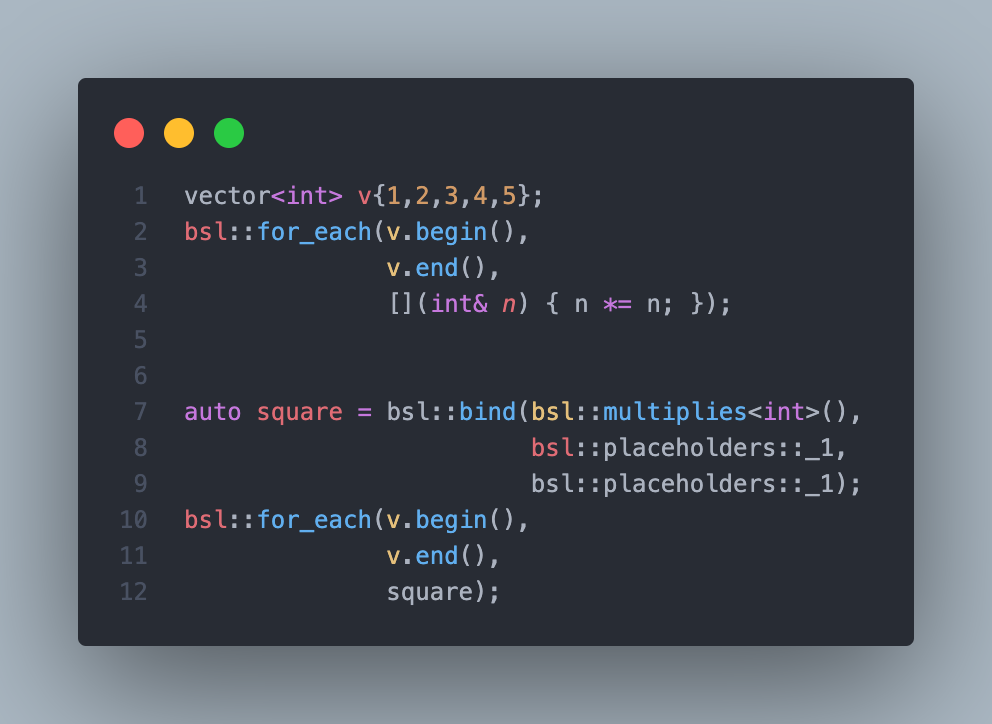 1 vector<int> v{1,2,3,4,5};
2 bsl::for_each(v.begin(),
3               v.end(),
4               [](int& n) { n *= n; });
5
6
7 auto square = bsl::bind(bsl::multiplies<int>(),
8                         bsl::placeholders::_1,
9                         bsl::placeholders::_1);
10 bsl::for_each(v.begin(),
11               v.end(),
12               square);